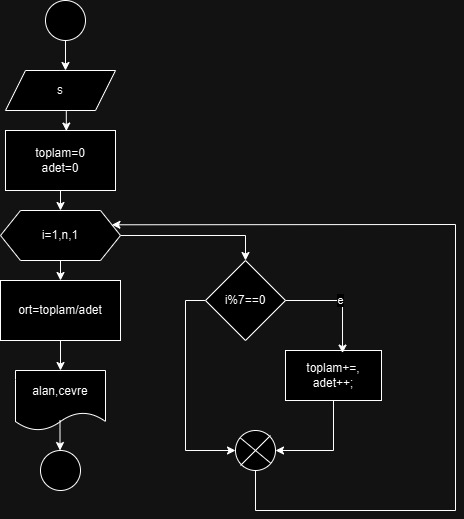 s
toplam=0
adet=0
i=1,n,1
i%7==0
e
ort=toplam/adet
toplam+=,
adet++;
alan,cevre